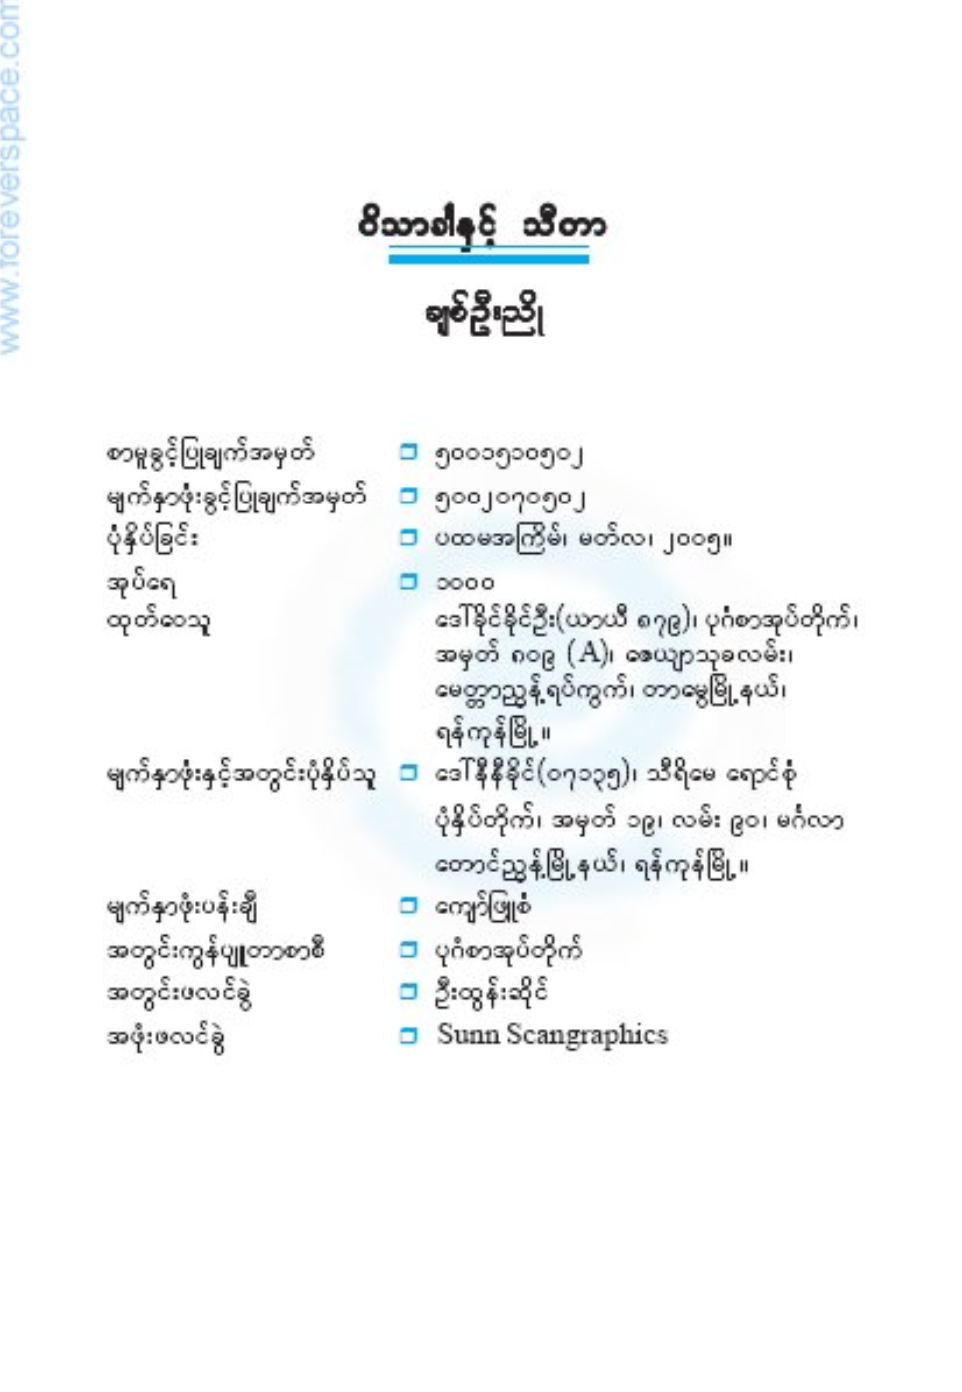 www.foreverspace.com
ဝိသာခါနှင့် သီတာ
ချစ်ဦးညို
စာမူခွင့်ပြုချက်အမှတ် ❒ ၅၀၀၁၅၁၀၅၀၂
မျက်နှာဖုံးခွင့်ပြုချက်အမှတ် ❒ ၅၀၀၂၀၇၀၅၀၂
ပုံနှိပ်ခြင်း ❒ ပထမအကြိမ်၊ မတ်လ၊ ၂၀၀၅။
အုပ်ရေ ❒ ၁၀၀၀
ထုတ်ဝေသူ ဒေါ်ခိုင်ခိုင်ဦး(ယာယီ ၈၇၉)၊ ပုဂံစာအုပ်တိုက်၊
အမှတ် ၈၀၉ (A)၊ ဇေယျာသုခလမ်း၊
မေတ္တာညွန့်ရပ်ကွက်၊ တာမွေမြို့နယ်၊
ရန်ကုန်မြို့။
မျက်နှာဖုံးနှင့်အတွင်းပုံနှိပ်သူ ❒ ဒေါ်နီနီခိုင်(၀၇၁၃၅)၊ သီရိမေ ရောင်စုံ
ပုံနှိပ်တိုက်၊ အမှတ် ၁၉၊ လမ်း ၉၀၊ မင်္ဂလာ
တောင်ညွန့်မြို့နယ်၊ ရန်ကုန်မြို့။
မျက်နှာဖုံးပန်းချီ ❒ ကျော်ဖြူစံ
အတွင်းကွန်ပျူတာစာစီ ❒ ပုဂံစာအုပ်တိုက်
အတွင်းဖလင်ခွဲ ❒ ဦးထွန်းဆိုင်
အဖုံးဖလင်ခွဲ ❒ Sunn Scangraphics